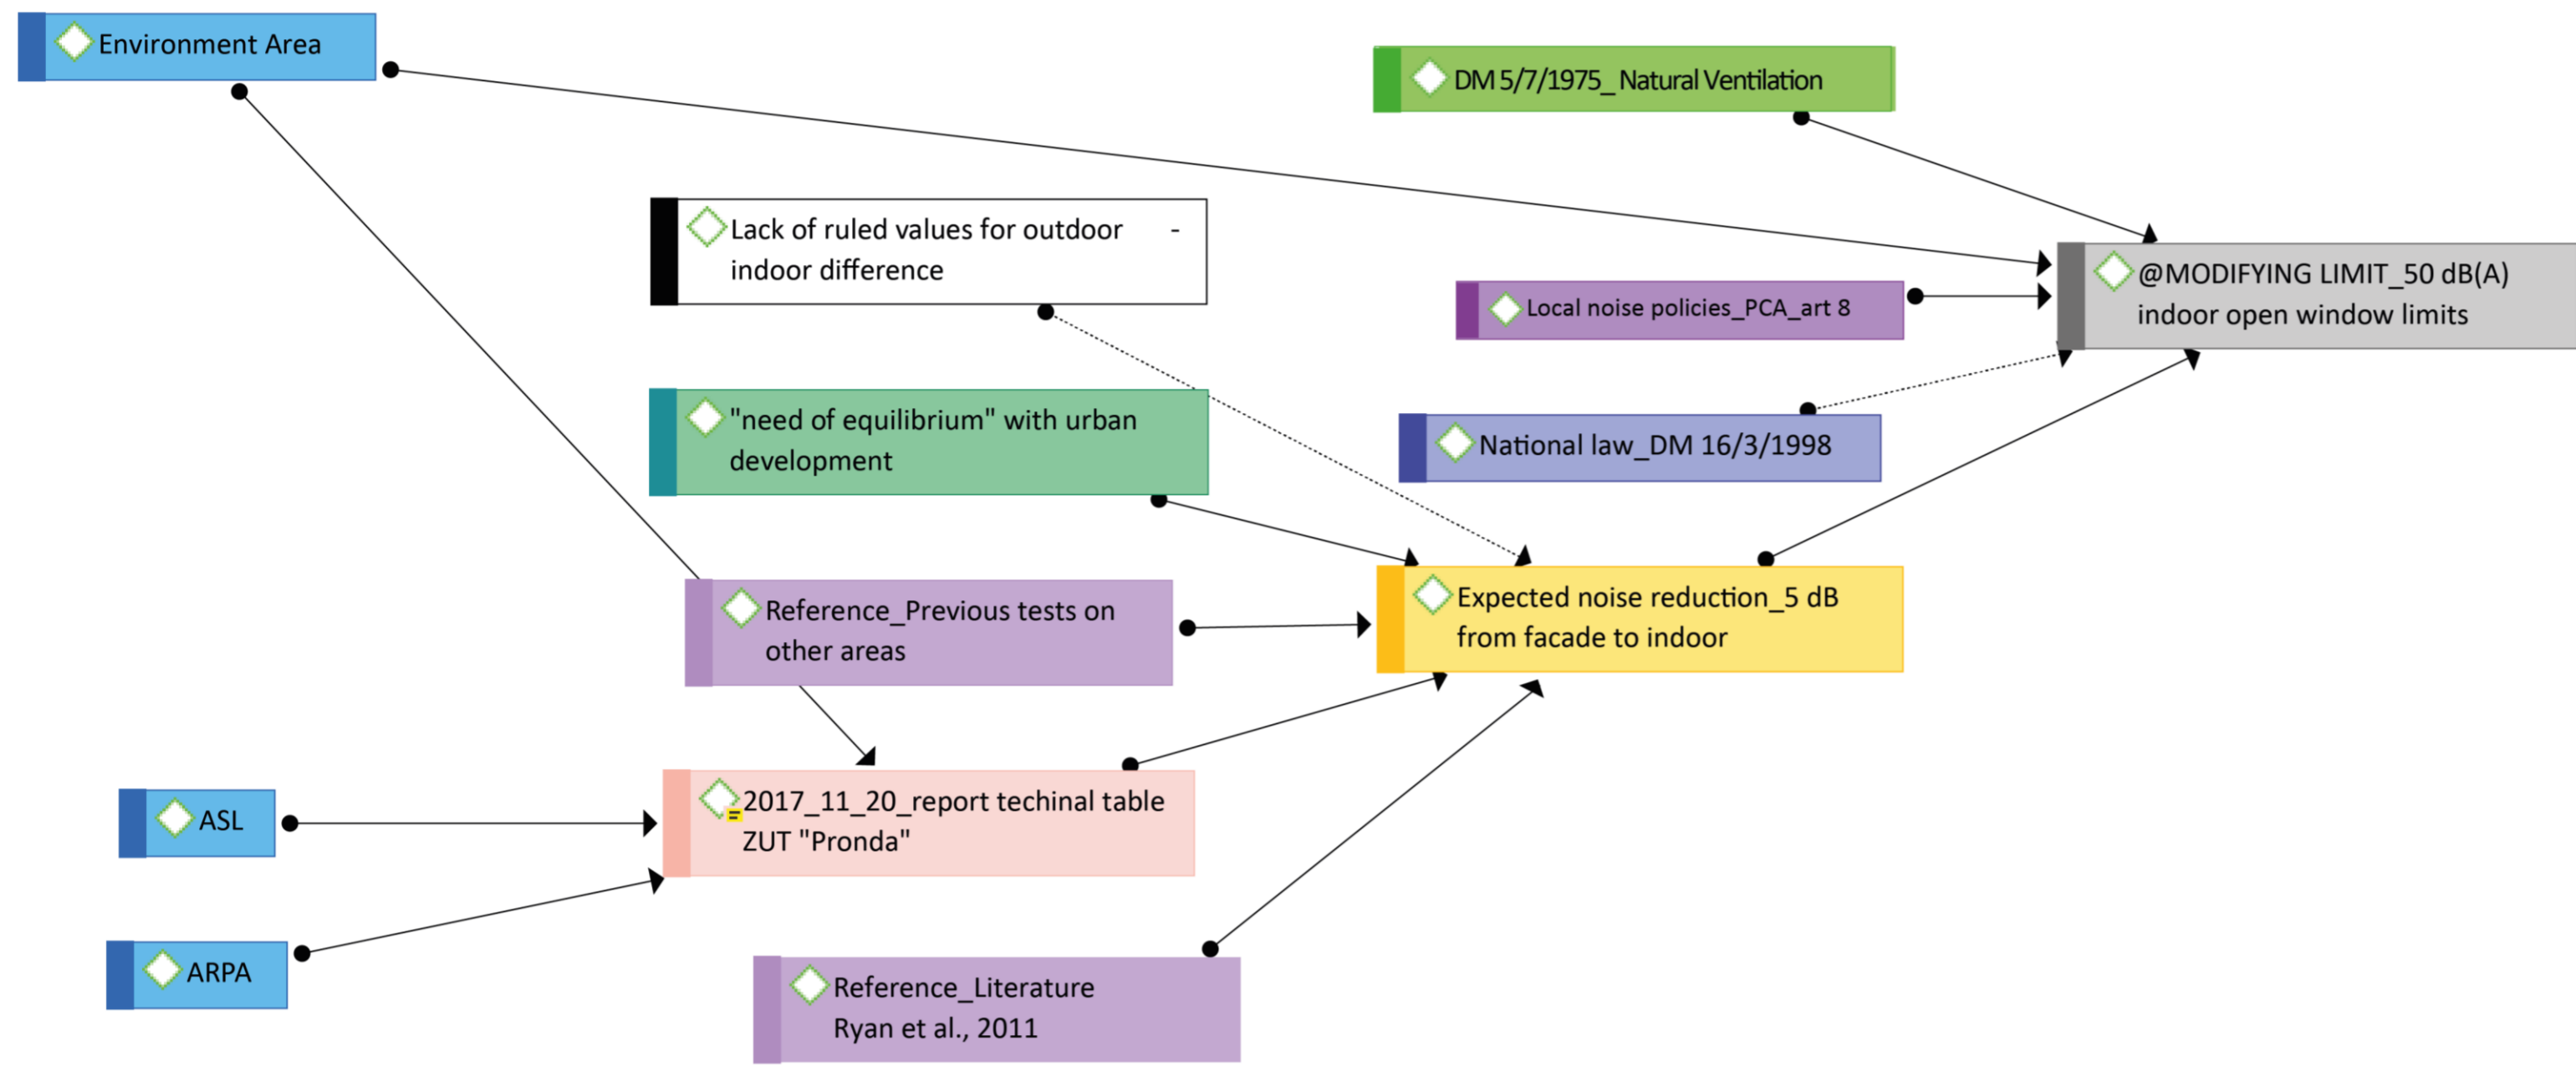 Environment Area
DM 5/7/1975_ Natural Ventilation
Lack of ruled values for outdoor -
indoor difference
@MODIFYING LIMIT_50 dB(A)
indoor open window limits
Local noise policies_PCA_art 8
"need of equilibrium" with urban
development
National law_DM 16/3/1998
Reference_Previous tests on
other areas
Expected noise reduction_5 dB
from facade to indoor
2017_11_20_report techinal table
ZUT "Pronda"
ASL
ARPA
Reference_Literature
Ryan et al., 2011